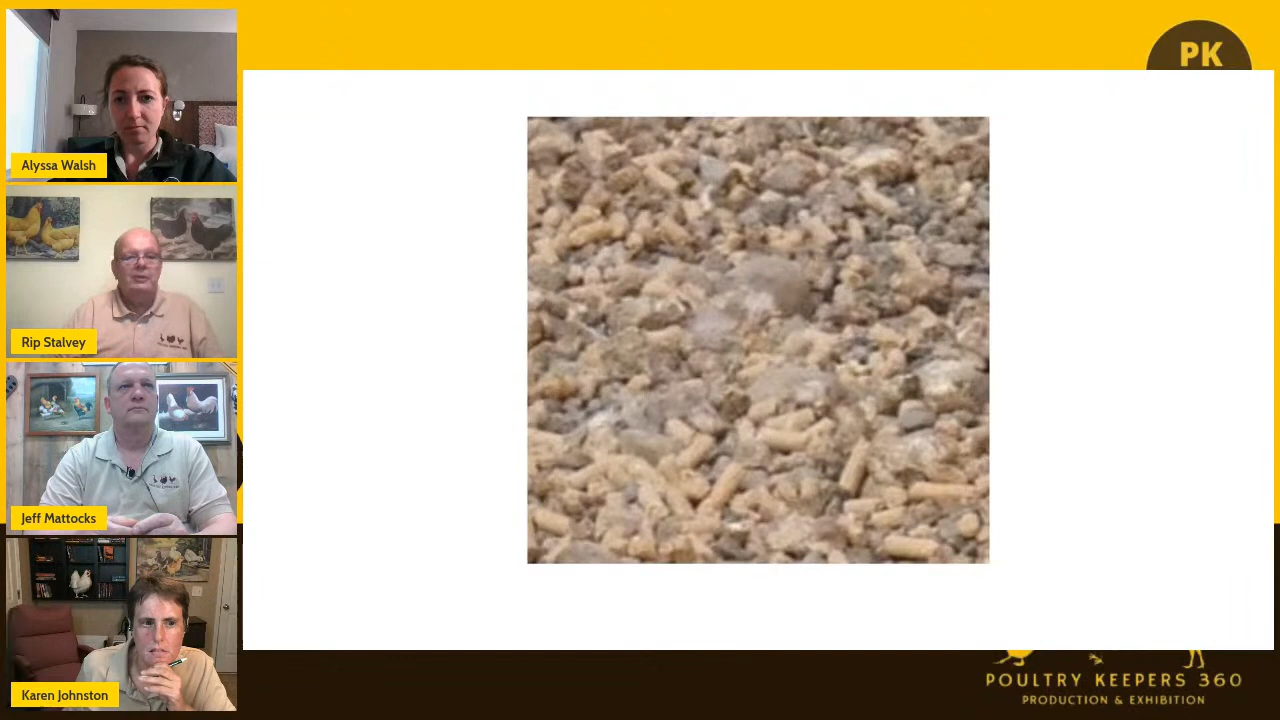 PK
Alyssa Walsh
Rip Stalvey
Jeff Mattocks
Karen Johnston
POULTRY KEEPERS 360
PRODUCTION & EXHIBITION